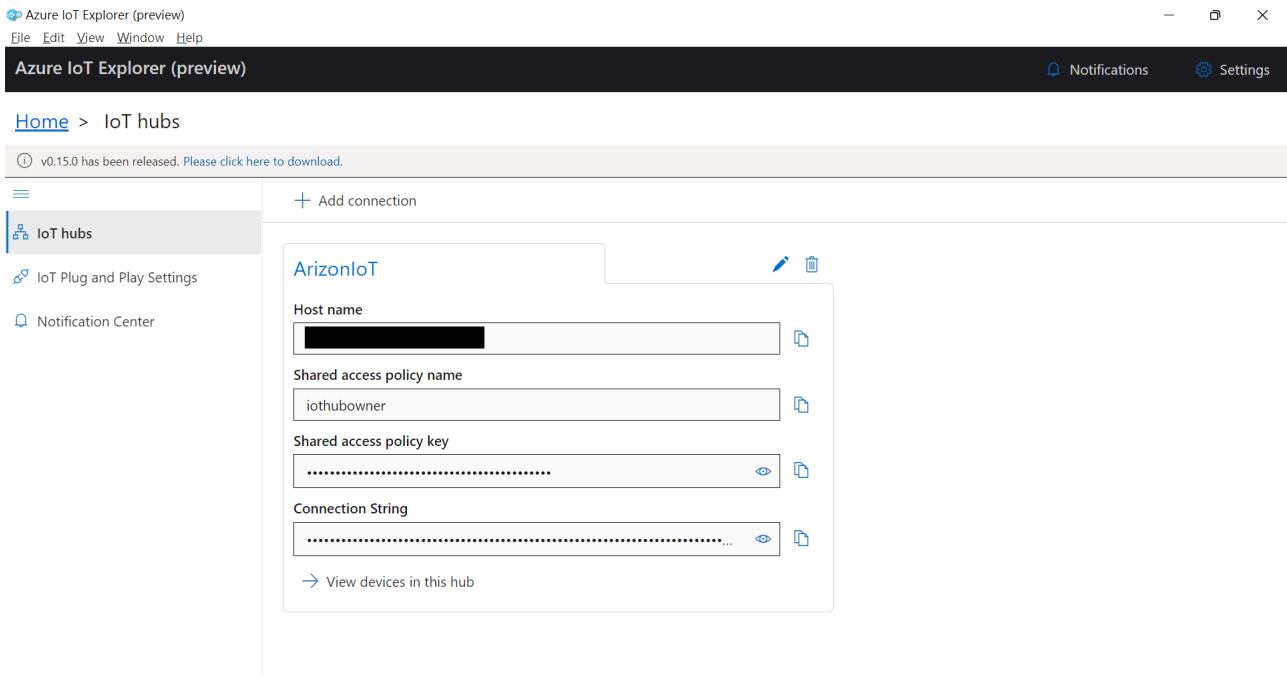 Azure IoT Explorer (preview)
File Edit View Window Help
Azure IoT Explorer (preview)
Notifications
Settings
Home > IoT hubs
v0.15.0 has been released. Please click here to download.
IoT hubs
IoT Plug and Play Settings
Notification Center
Add connection
ArizonIoT
Host name
Shared access policy name
iothubowner
Shared access policy key
••••••••••••••••••••••••••••••••••••••••••••
Connection String
••••••••••••••••••••••••••••••••••••••••••••••••••••••••••••••••••••••••••...
View devices in this hub